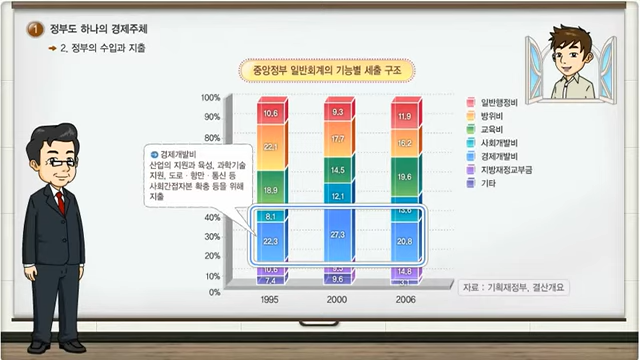 1 정부도 하나의 경제주체
➔ 2. 정부의 수입과 지출
중앙정부 일반회계의 기능별 세출 구조
100%
90%
80%
40%
30%
20%
10%
0%
경제개발비
산업의 지원과 육성, 과학기술
지원, 도로 · 항만 · 통신 등
사회간접자본 확충 등을 위해
지출
10.6
22.1
18.9
8.1
22.3
10.6
7.4
9.3
17.7
14.5
12.1
27.3
9.5
9.6
11.9
16.2
19.6
13.6
20.8
14.8
1995
2000
2006
일반행정비
방위비
교육비
사회개발비
경제개발비
지방재정교부금
기타
자료 : 기획재정부, 결산개요